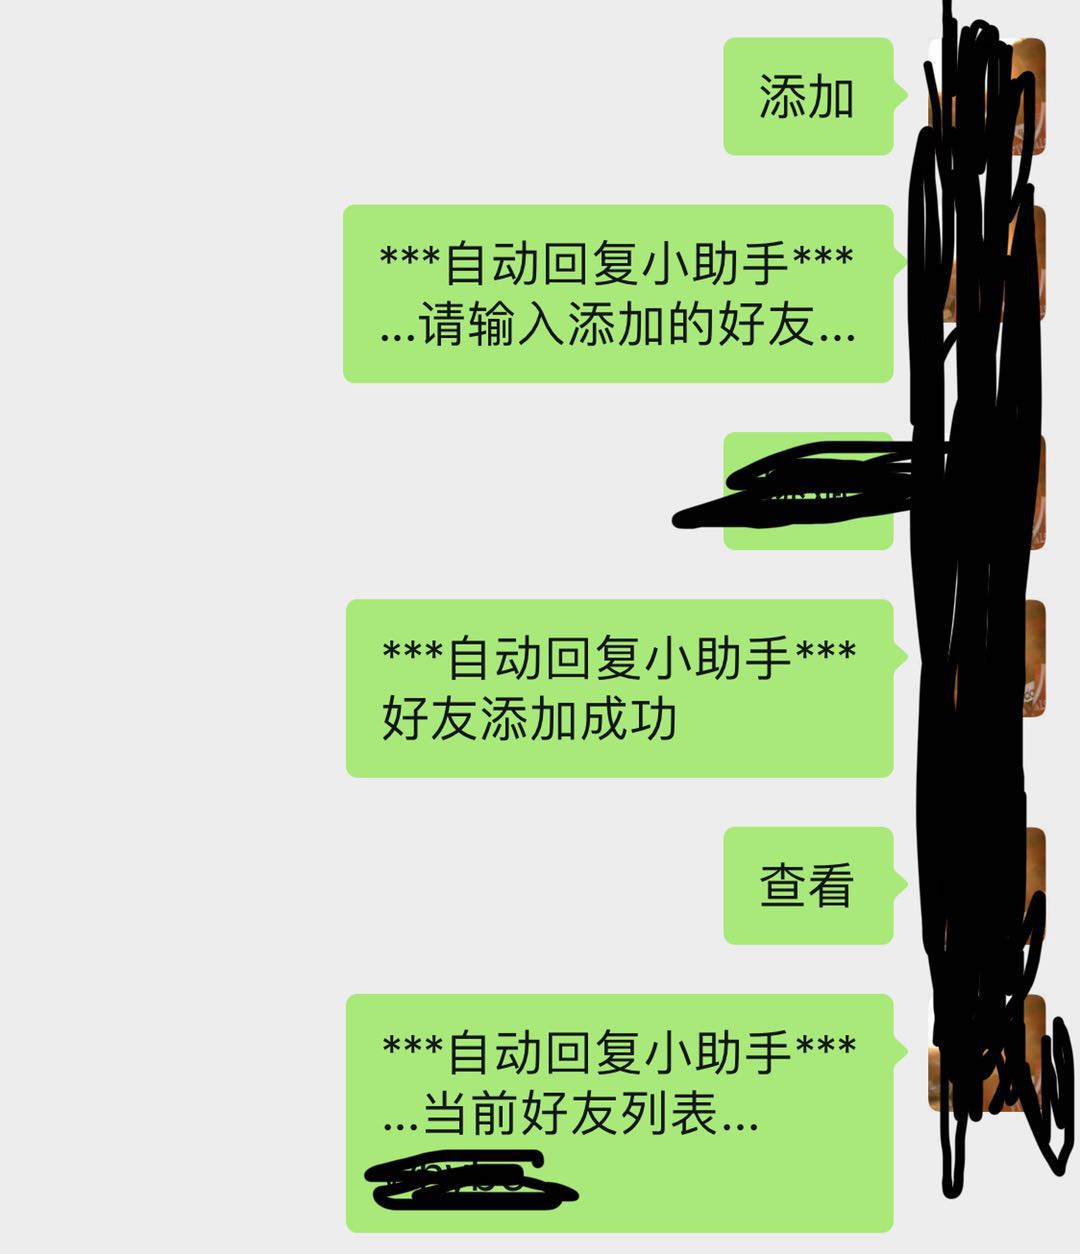 添加
***自动回复小助手***
...请输入添加的好友...
***自动回复小助手***
好友添加成功
查看
***自动回复小助手***
...当前好友列表...